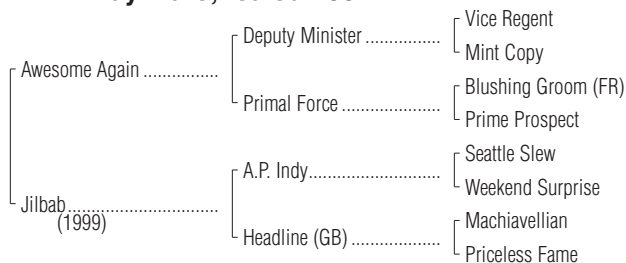 Vice Regent
Deputy Minister ..................
Mint Copy
Awesome Again ................
Blushing Groom (FR)
Primal Force ........................
Prime Prospect
Seattle Slew
A.P. Indy................................
Weekend Surprise
Jilbab.................................
(1999)
Machiavellian
Headline (GB) .....................
Priceless Fame